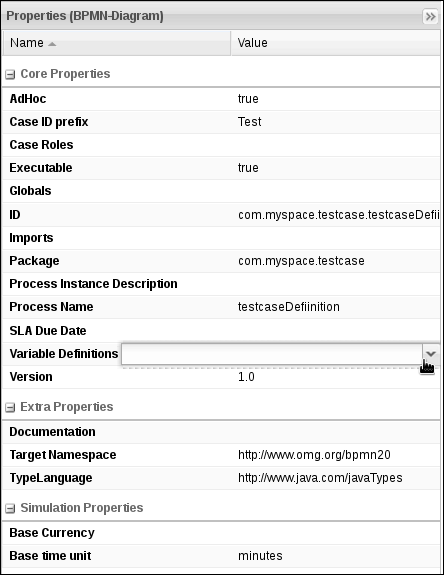 Properties (BPMN-Diagram)
Name Value
Core Properties
AdHoc true
Case ID prefix Test
Case Roles
Executable true
Globals
ID com.myspace.testcase.testcaseDefii
Imports
Package com.myspace.testcase
Process Instance Description
Process Name testcaseDefiinition
SLA Due Date
Variable Definitions
Version 1.0
Extra Properties
Documentation
Target Namespace http://www.omg.org/bpmn20
TypeLanguage http://www.java.com/javaTypes
Simulation Properties
Base Currency
Base time unit minutes